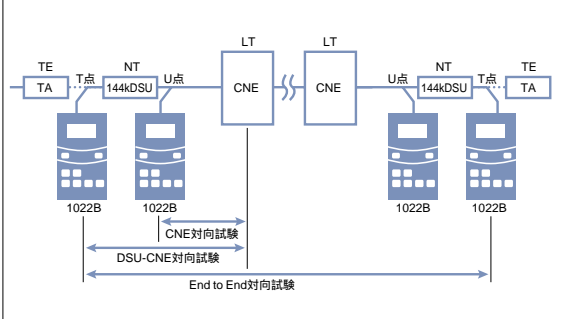 LT LT
TE NT NT TE
T点 U点 U点 T点
TA 144kDSU CNE CNE 144kDSU TA
1022B 1022B 1022B 1022B
CNE対向試験
DSU-CNE対向試験
End to End対向試験